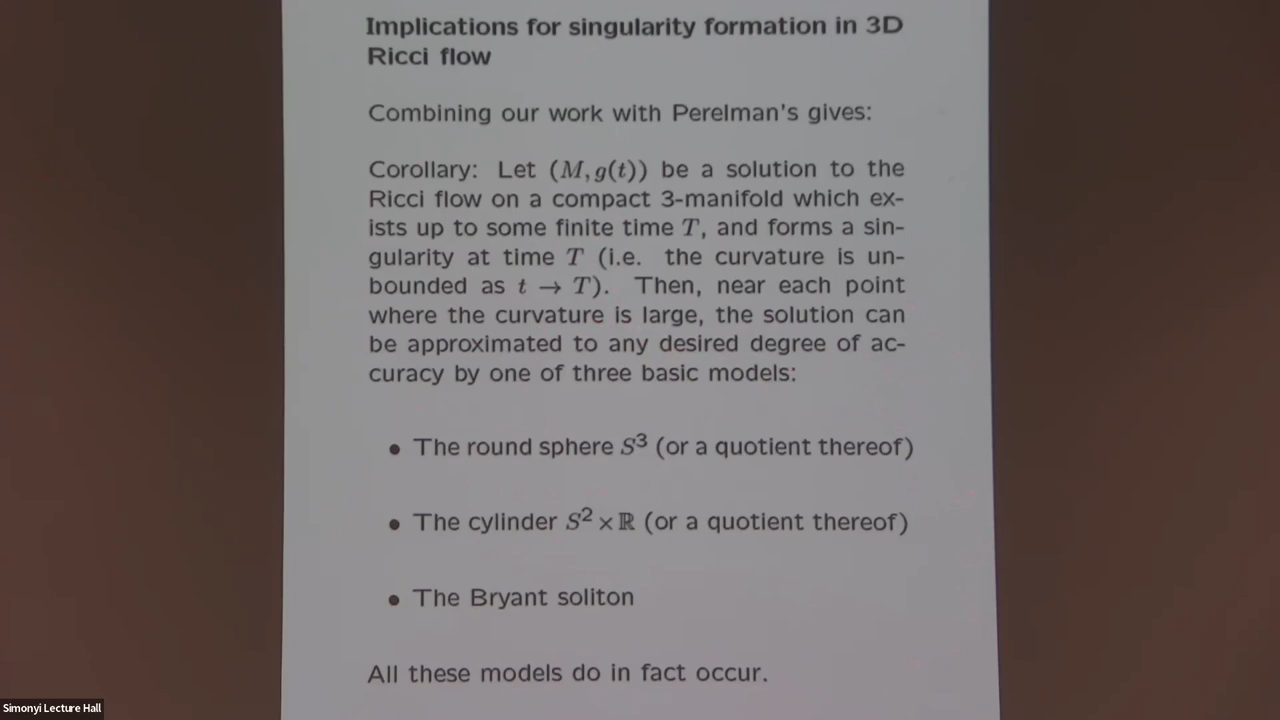 Implications for singularity formation in 3D
Ricci flow
Combining our work with Perelman's gives:
Corollary: Let (M, g(t)) be a solution to the
Ricci flow on a compact 3-manifold which ex-
ists up to some finite time T, and forms a sin-
gularity at time T (i.e. the curvature is un-
bounded as t → T). Then, near each point
where the curvature is large, the solution can
be approximated to any desired degree of ac-
curacy by one of three basic models:
• The round sphere S³ (or a quotient thereof)
• The cylinder S² × ℝ (or a quotient thereof)
• The Bryant soliton
All these models do in fact occur.
Simonyi Lecture Hall